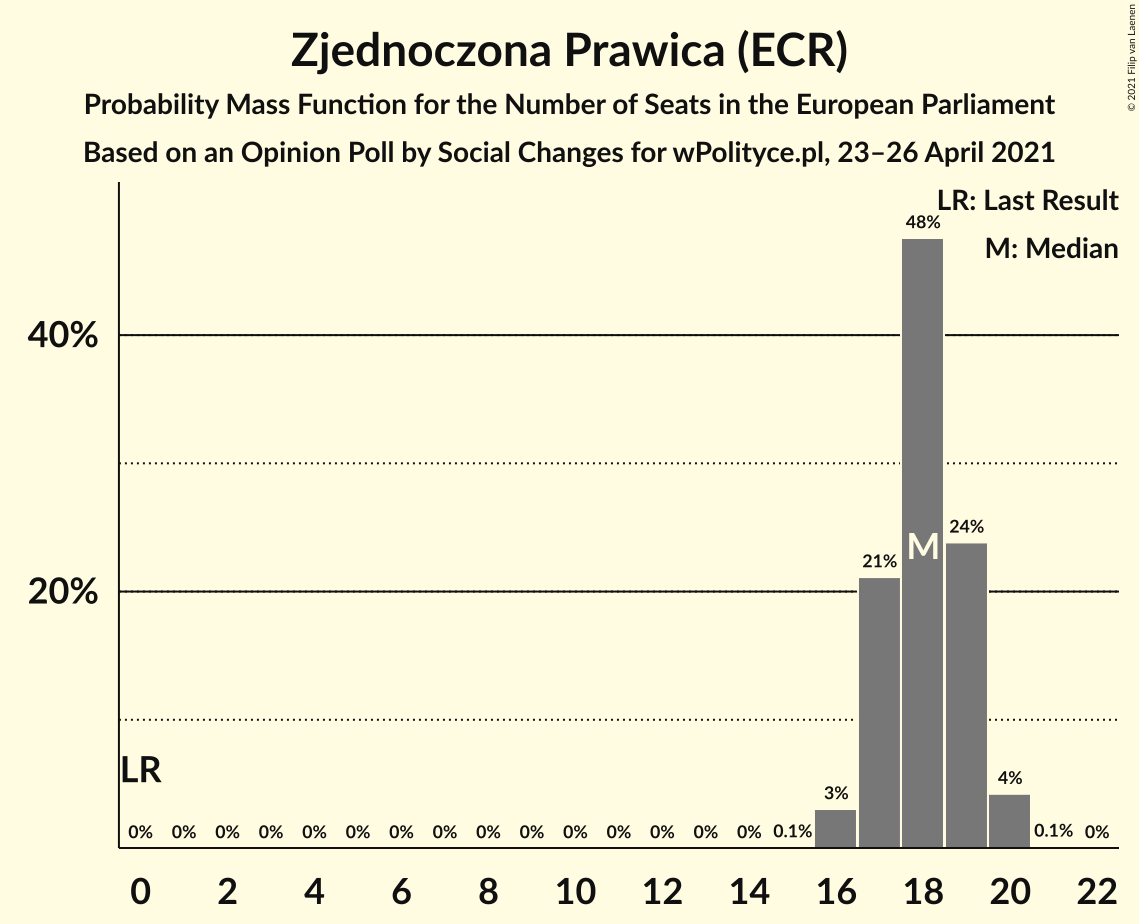 Zjednoczona Prawica (ECR)
Probability Mass Function for the Number of Seats in the European Parliament
Based on an Opinion Poll by Social Changes for wPolityce.pl, 23–26 April 2021
© 2021 Filip van Laenen
LR: Last Result
M: Median
48%
40%
24%
M
21%
20%
LR
4%
3%
0% 0% 0% 0% 0% 0% 0% 0% 0% 0% 0% 0% 0% 0% 0% 0.1% 0.1% 0%
0 2 4 6 8 10 12 14 16 18 20 22